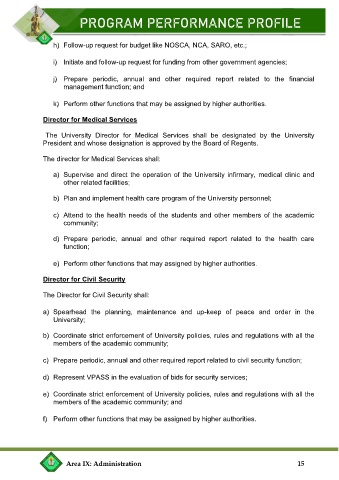 PROGRAM PERFORMANCE PROFILE
h) Follow-up request for budget like NOSCA, NCA, SARO, etc.;
i) Initiate and follow-up request for funding from other government agencies;
j) Prepare periodic, annual and other required report related to the financial
management function; and
k) Perform other functions that may be assigned by higher authorities.
Director for Medical Services
The University Director for Medical Services shall be designated by the University
President and whose designation is approved by the Board of Regents.
The director for Medical Services shall:
a) Supervise and direct the operation of the University infirmary, medical clinic and
other related facilities;
b) Plan and implement health care program of the University personnel;
c) Attend to the health needs of the students and other members of the academic
community;
d) Prepare periodic, annual and other required report related to the health care
function;
e) Perform other functions that may assigned by higher authorities.
Director for Civil Security
The Director for Civil Security shall:
a) Spearhead the planning, maintenance and up-keep of peace and order in the
University;
b) Coordinate strict enforcement of University policies, rules and regulations with all the
members of the academic community;
c) Prepare periodic, annual and other required report related to civil security function;
d) Represent VPASS in the evaluation of bids for security services;
e) Coordinate strict enforcement of University policies, rules and regulations with all the
members of the academic community; and
f) Perform other functions that may be assigned by higher authorities.
Area IX: Administration 15